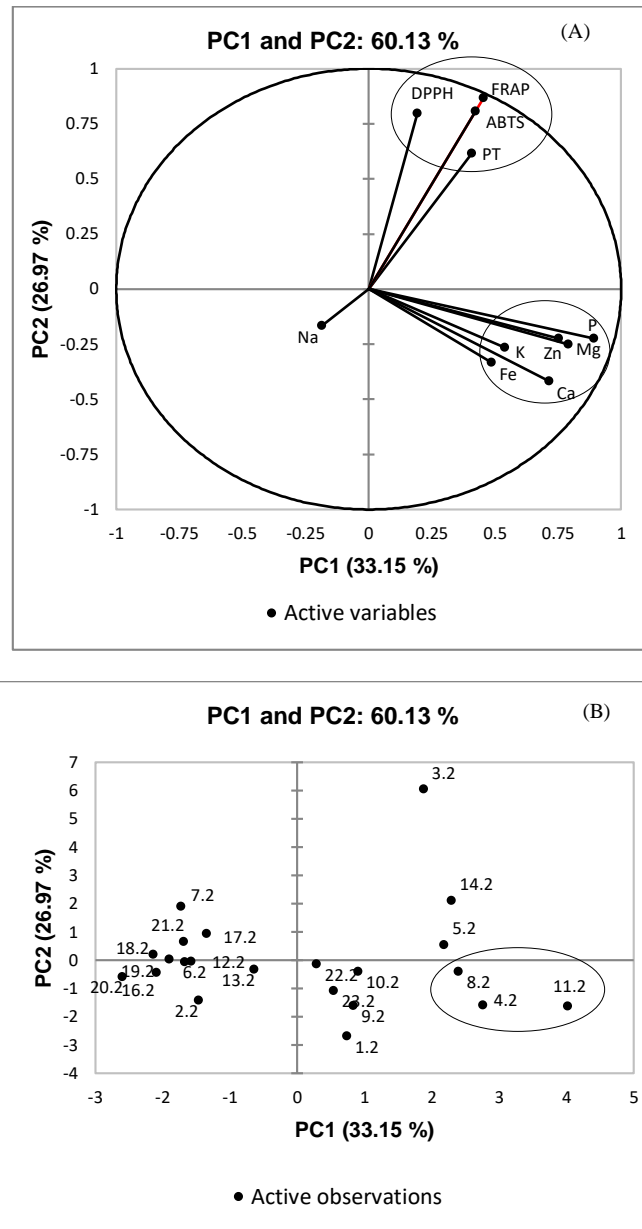 PC1 and PC2: 60.13 %
(A)
1
0.75
0.5
0.25
0
-0.25
-0.5
-0.75
-1
PC2 (26.97 %)
DPPH
FRAP
ABTS
PT
Na
P
K
Zn
Mg
Fe
Ca
-1
-0.75
-0.5
-0.25
0
0.25
0.5
0.75
1
PC1 (33.15 %)
Active variables
PC1 and PC2: 60.13 %
(B)
7
6
5
4
3
2
1
0
-1
-2
-3
-4
PC2 (26.97 %)
3.2
7.2
14.2
21.2
17.2
5.2
18.2
12.2
19.2
6.2
13.2
20.2
16.2
2.2
22.2
10.2
8.2
23.2
9.2
4.2
11.2
1.2
-3
-2
-1
0
1
2
3
4
5
PC1 (33.15 %)
Active observations